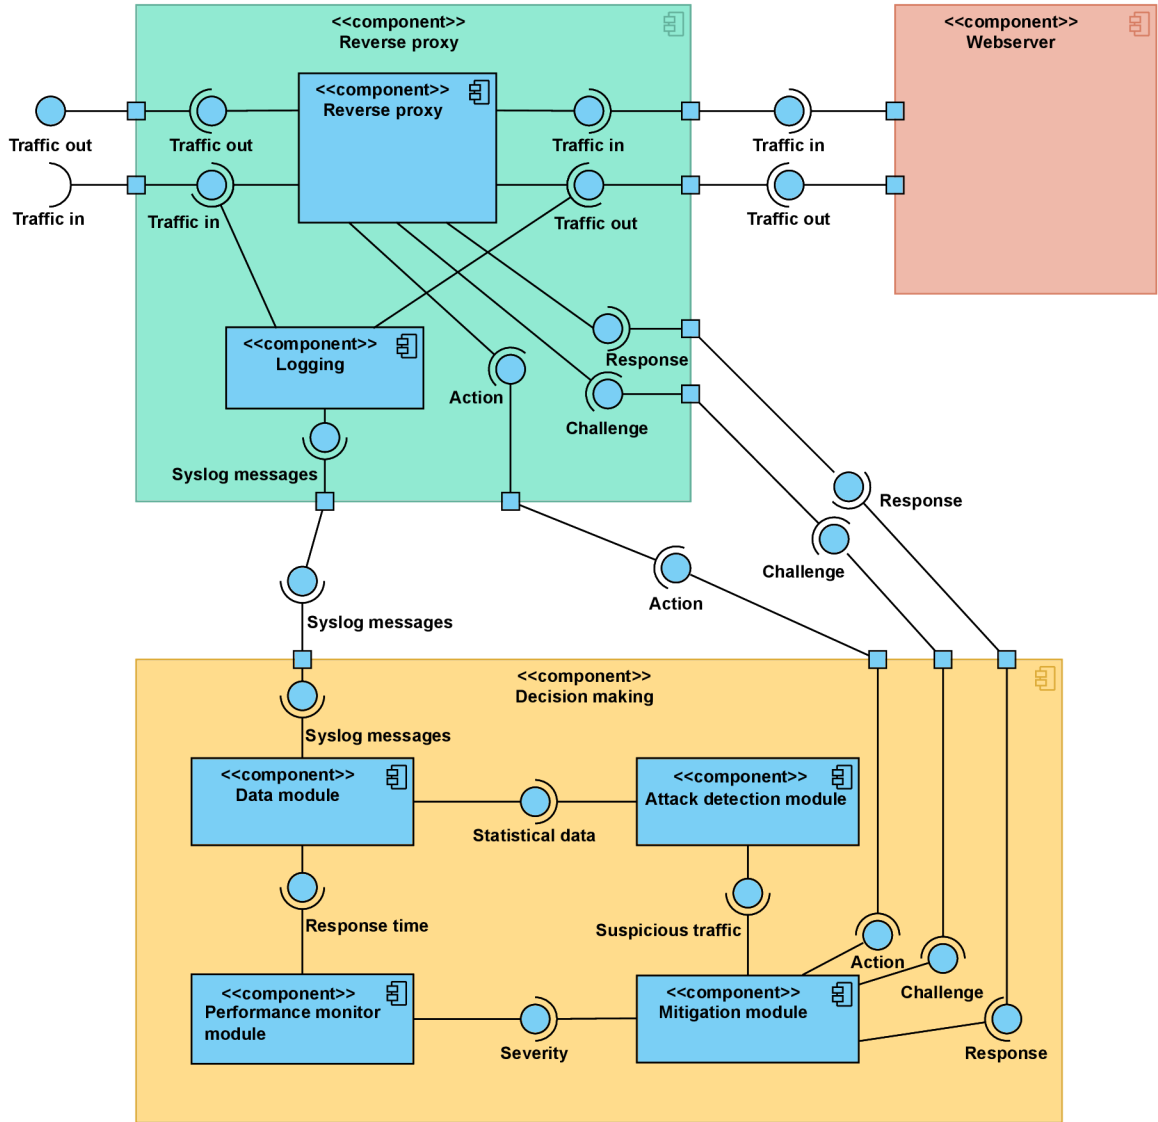 <<component>>
Reverse proxy
<<component>>
Webserver
<<component>>
Reverse proxy
Traffic out
Traffic out
Traffic in
Traffic in
Traffic in
Traffic in
Traffic out
Traffic out
<<component>>
Logging
Response
Action
Challenge
Syslog messages
Response
Challenge
Action
Syslog messages
<<component>>
Decision making
Syslog messages
<<component>>
Data module
<<component>>
Attack detection module
Statistical data
Response time
Suspicious traffic
Action
Challenge
<<component>>
Performance monitor
module
<<component>>
Mitigation module
Severity
Response